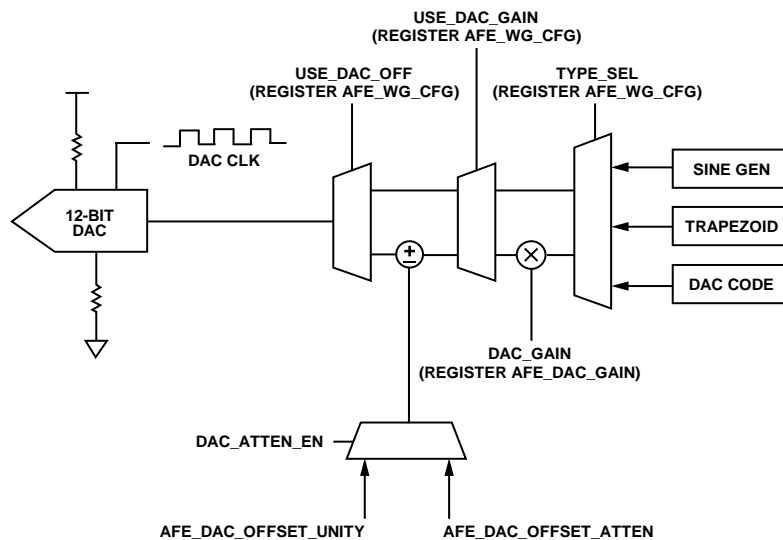 USE_DAC_GAIN
(REGISTER AFE_WG_CFG)
USE_DAC_OFF
(REGISTER AFE_WG_CFG)
TYPE_SEL
(REGISTER AFE_WG_CFG)
DAC CLK
SINE GEN
12-BIT
DAC
TRAPEZOID
±
×
DAC CODE
DAC_GAIN
(REGISTER AFE_DAC_GAIN)
DAC_ATTEN_EN
AFE_DAC_OFFSET_UNITY
AFE_DAC_OFFSET_ATTEN